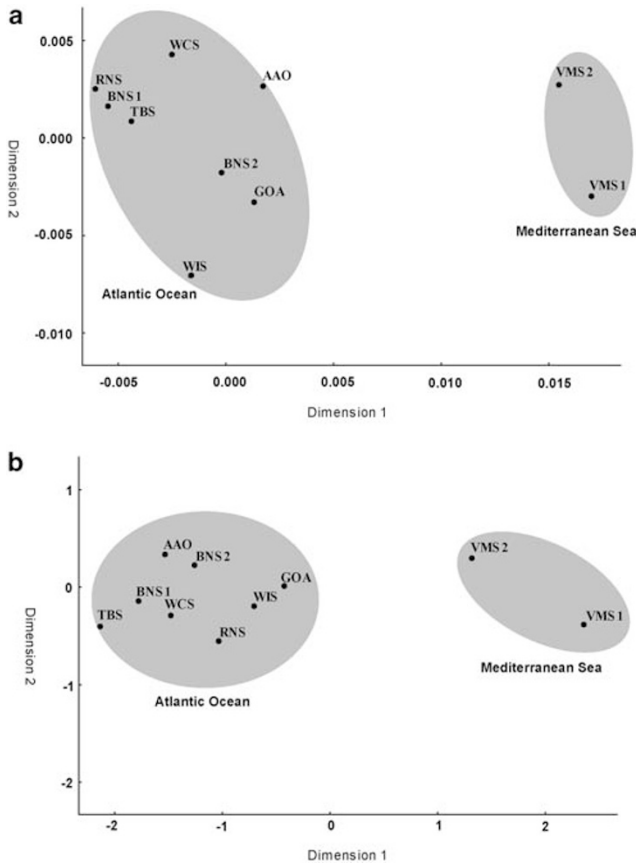 a
0.005
WCS
RNS
AAO
VMS 2
BNS 1
TBS
0.000
BNS 2
GOA
VMS 1
Dimension 2
-0.005
Mediterranean Sea
WIS
Atlantic Ocean
-0.010
-0.005 0.000 0.005 0.010 0.015
Dimension 1
b
1
AAO
BNS 2
VMS 2
GOA
0
BNS 1
WCS
WIS
TBS
VMS 1
RNS
Dimension 2
Mediterranean Sea
-1
Atlantic Ocean
-2
-2 -1 0 1 2
Dimension 1